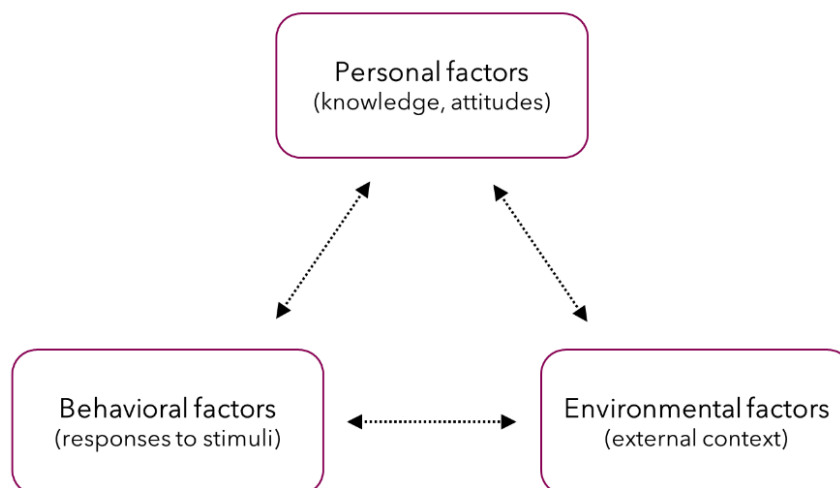 Personal factors
(knowledge, attitudes)
Behavioral factors
(responses to stimuli)
Environmental factors
(external context)